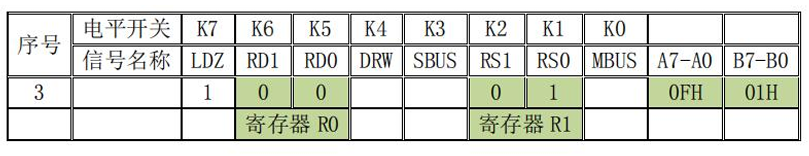 序号 电平开关 K7 K6 K5 K4 K3 K2 K1 K0
信号名称 LDZ RD1 RD0 DRW SBUS RS1 RS0 MBUS A7-A0 B7-B0
3 1 0 0 0 1 0FH 01H
寄存器 R0 寄存器 R1